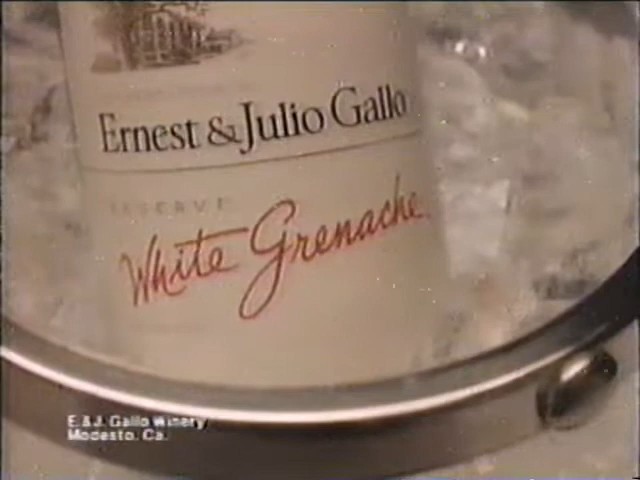 Ernest & Julio Gallo
RESERVE
White Grenache
E.&J. Gallo Winery
Modesto, Ca.